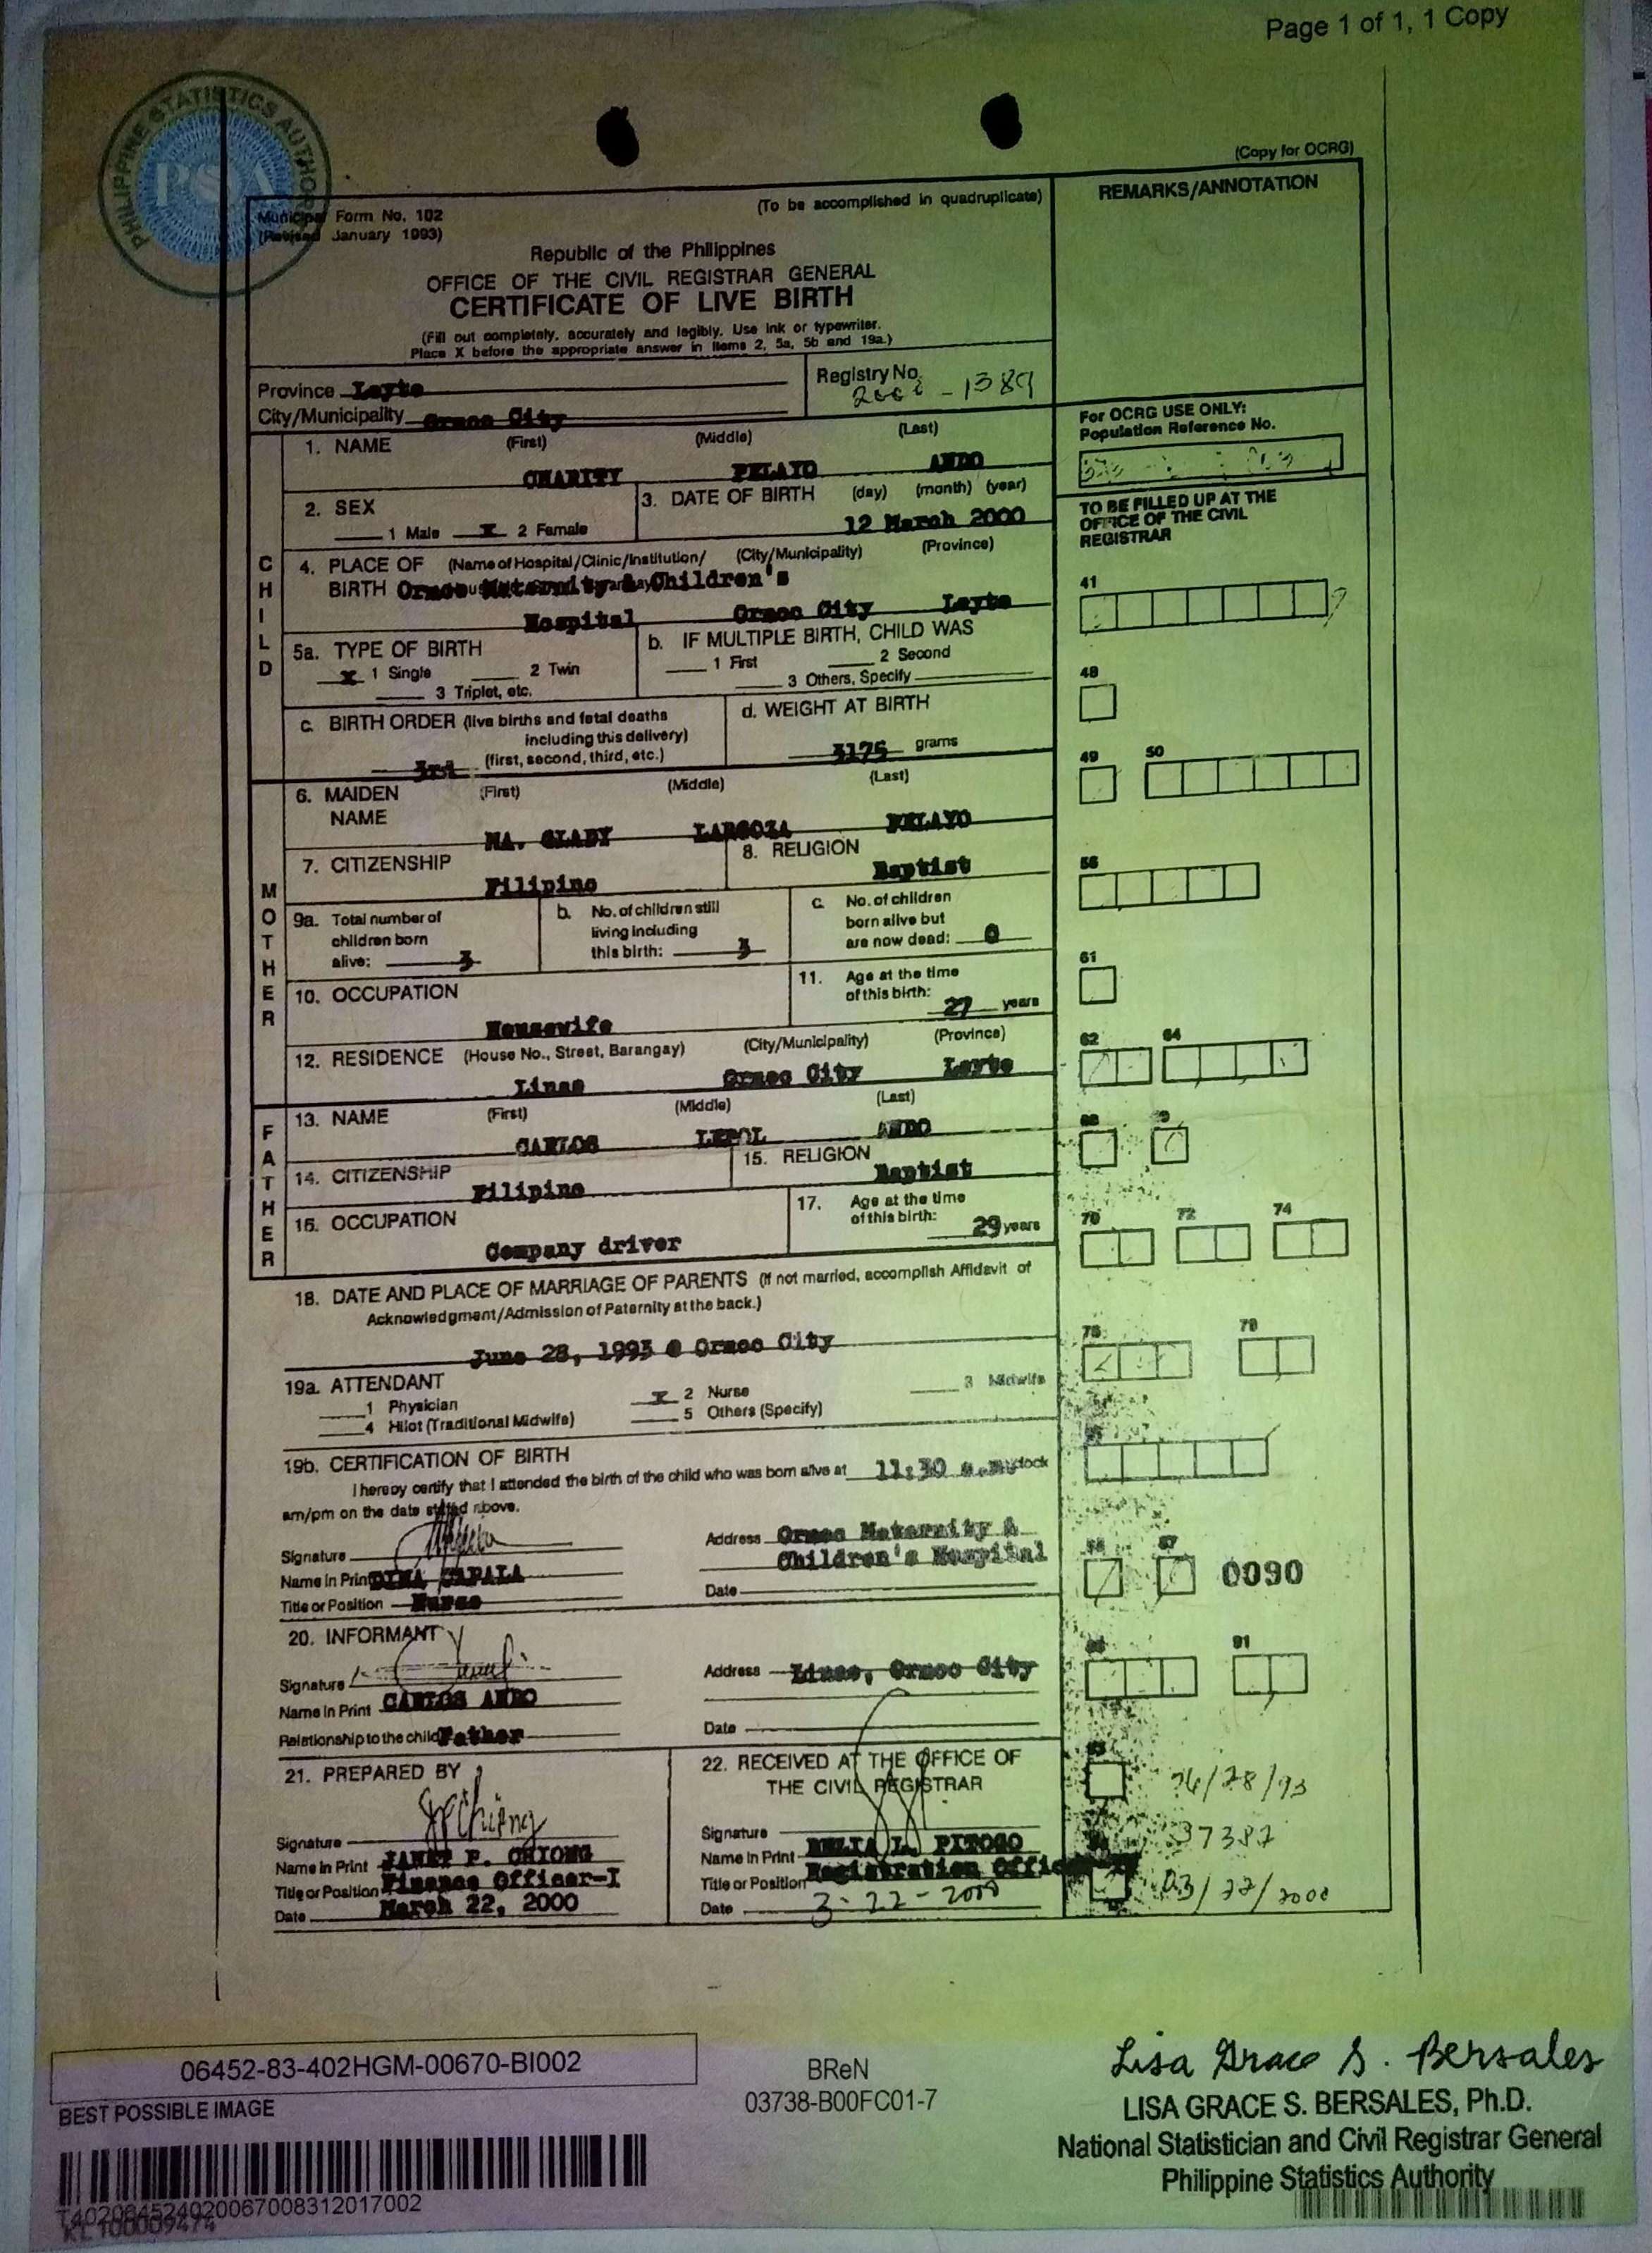 Page 1 of 1, 1 Copy
PHILIPPINE STATISTICS AUTHORITY
PSA
(Copy for OCRG)
Municipal Form No. 102
(Revised January 1993)
(To be accomplished in quadruplicate)
REMARKS/ANNOTATION
Republic of the Philippines
OFFICE OF THE CIVIL REGISTRAR GENERAL
CERTIFICATE OF LIVE BIRTH
(Fill out completely, accurately and legibly. Use ink or typewriter.
Place X before the appropriate answer in items 2, 5a, 5b and 19a.)
Province Leyte
Registry No.
-1389
City/Municipality Ormoc City
For OCRG USE ONLY:
Population Reference No.
1. NAME (First) (Middle) (Last)
CHARITY PELAYO ANDO
2. SEX
1 Male X 2 Female
3. DATE OF BIRTH (day) (month) (year)
12 March 2000
TO BE FILLED UP AT THE
OFFICE OF THE CIVIL
REGISTRAR
CHILD
4. PLACE OF BIRTH (Name of Hospital/Clinic/Institution/ (City/Municipality) (Province)
Ormoc Maternity & Children's
Hospital Ormoc City Leyte
41
5a. TYPE OF BIRTH
X 1 Single 2 Twin
3 Triplet, etc.
b. IF MULTIPLE BIRTH, CHILD WAS
1 First 2 Second
3 Others, Specify
48
c. BIRTH ORDER (live births and fetal deaths
including this delivery)
3rd (first, second, third, etc.)
d. WEIGHT AT BIRTH
3175 grams
49 50
MOTHER
6. MAIDEN NAME (First) (Middle) (Last)
MA. GLADY LARGOZA PELAYO
7. CITIZENSHIP
Filipino
8. RELIGION
Baptist
56
9a. Total number of
children born
alive: 3
b. No. of children still
living including
this birth: 3
c. No. of children
born alive but
are now dead: 0
10. OCCUPATION
Housewife
11. Age at the time
of this birth:
27 years
61
12. RESIDENCE (House No., Street, Barangay) (City/Municipality) (Province)
Linao Ormoc City Leyte
62 64
FATHER
13. NAME (First) (Middle) (Last)
CARLOS ANDO
14. CITIZENSHIP
Filipino
15. RELIGION
Baptist
16. OCCUPATION
Company driver
17. Age at the time
of this birth:
29 years
70 72 74
18. DATE AND PLACE OF MARRIAGE OF PARENTS (If not married, accomplish Affidavit of
Acknowledgment/Admission of Paternity at the back.)
June 28, 1993 @ Ormoc City
79
19a. ATTENDANT
1 Physician X 2 Nurse 3 Midwife
4 Hilot (Traditional Midwife) 5 Others (Specify)
19b. CERTIFICATION OF BIRTH
I hereby certify that I attended the birth of the child who was born alive at 11:30 a.m. o'clock
am/pm on the date stated above.
Signature
Name in Print DINA CAPALA
Title or Position Nurse
Address Ormoc Maternity &
Children's Hospital
Date
87
0090
20. INFORMANT
Signature
Name in Print CARLOS ANDO
Relationship to the child Father
Address Linao, Ormoc City
Date
91
21. PREPARED BY
Signature
Name in Print JANET P. CHIONG
Title or Position Finance Officer-I
Date March 22, 2000
22. RECEIVED AT THE OFFICE OF
THE CIVIL REGISTRAR
Signature
Name in Print DELIA L. PITOGO
Title or Position Registration Officer
Date 3-22-2000
37387
06452-83-402HGM-00670-BI002
BEST POSSIBLE IMAGE
T402064524020067008312017002
BReN
03738-B00FC01-7
Lisa Grace S. Bersales
LISA GRACE S. BERSALES, Ph.D.
National Statistician and Civil Registrar General
Philippine Statistics Authority